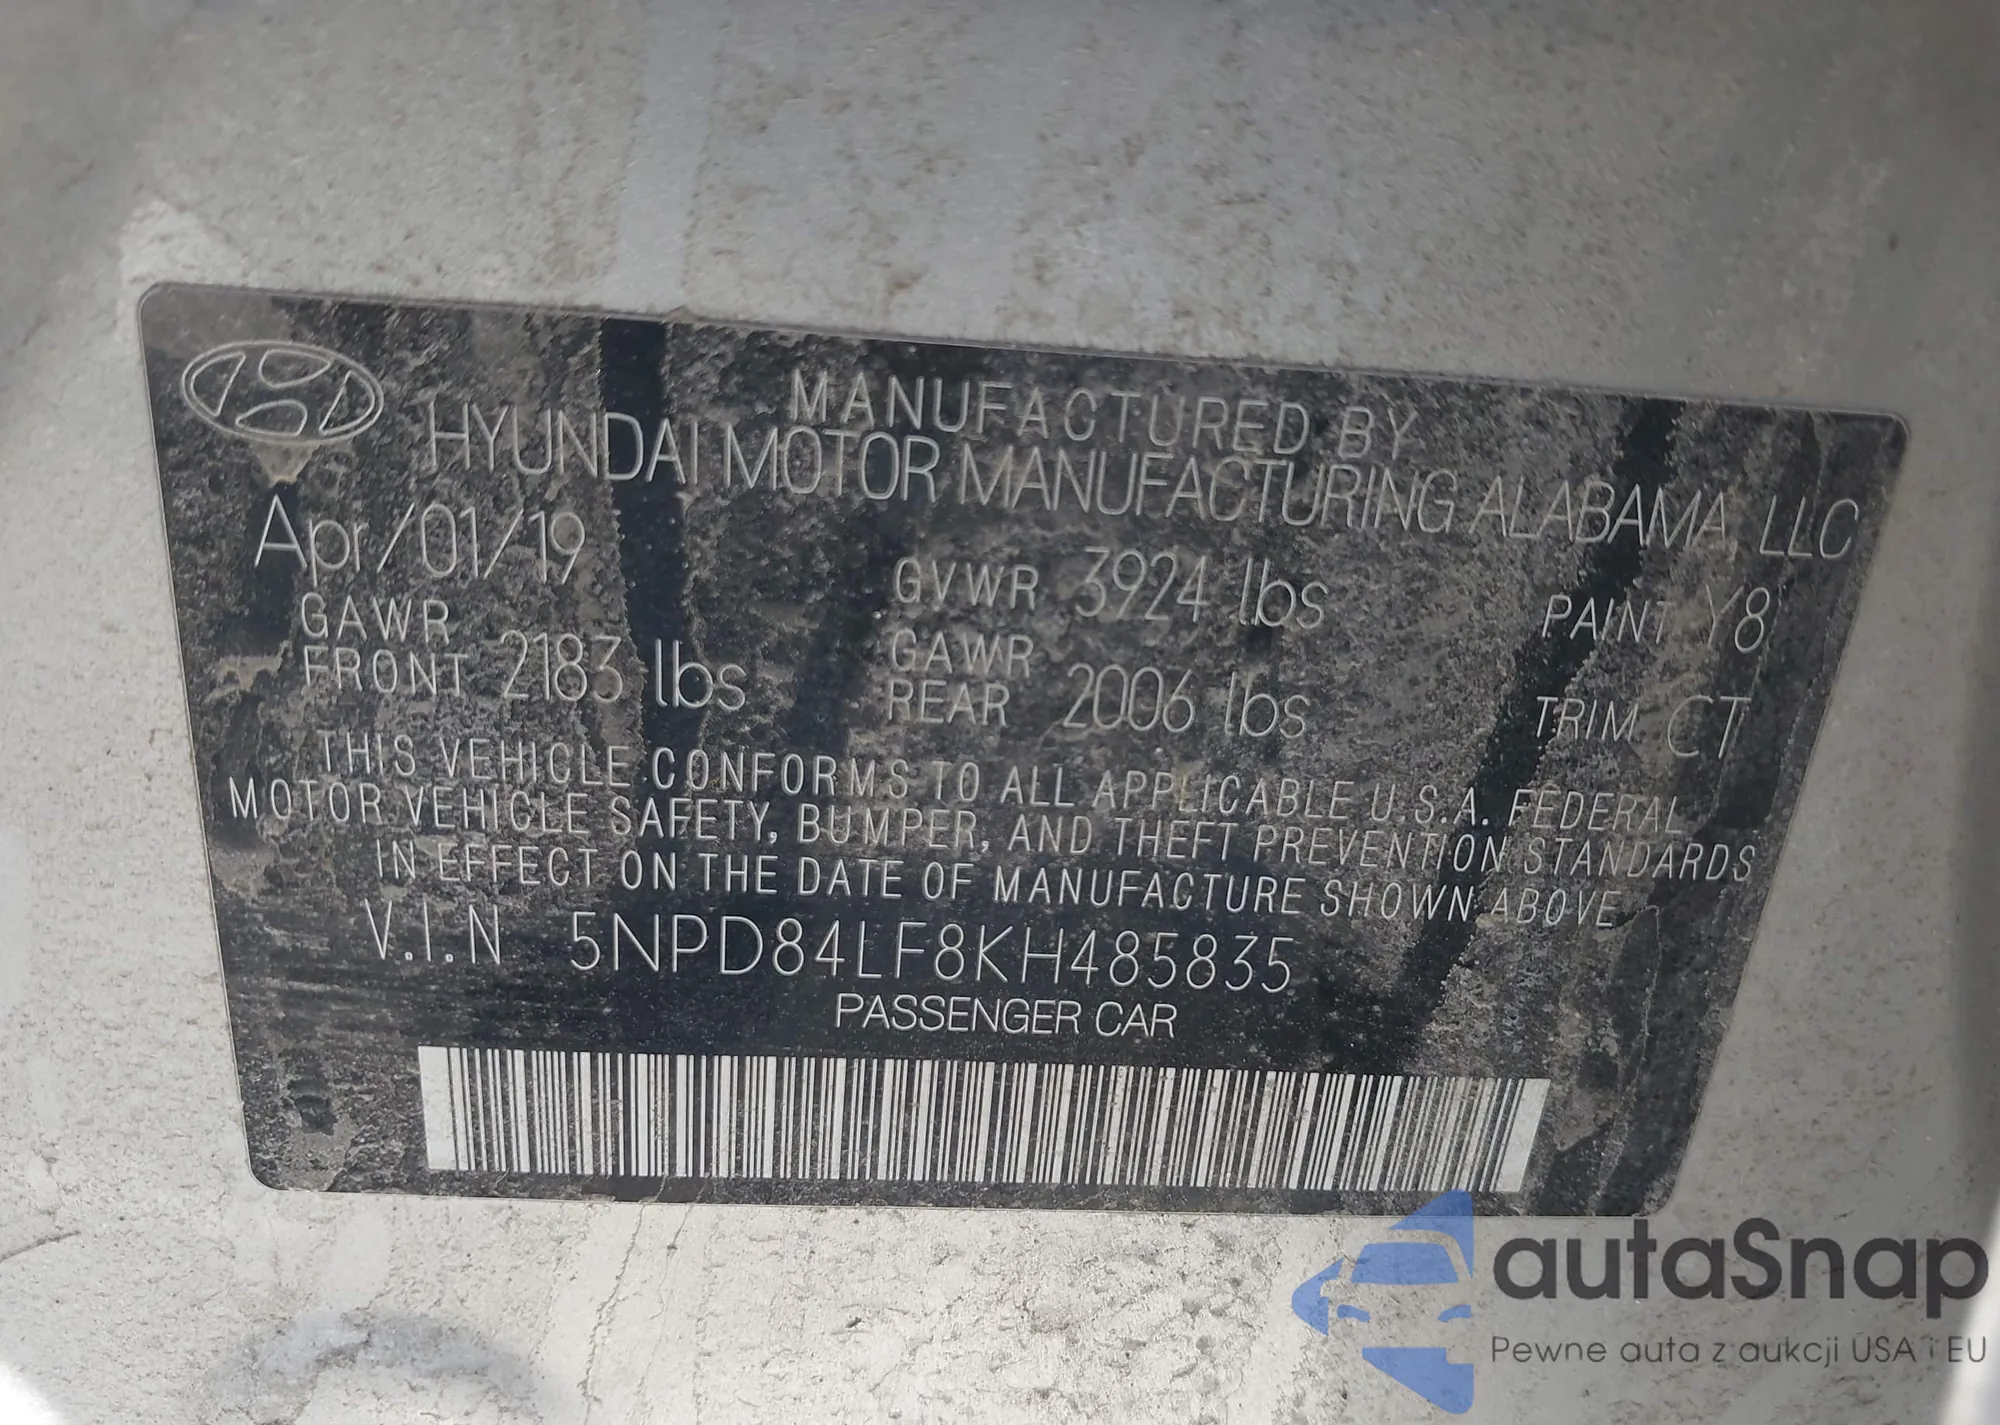 MANUFACTURED BY
HYUNDAI MOTOR MANUFACTURING ALABAMA, LLC
Apr/01/19
GVWR 3924 lbs
PAINT Y8
GAWR
FRONT 2183 lbs
GAWR
REAR 2006 lbs
TRIM CT
THIS VEHICLE CONFORMS TO ALL APPLICABLE U.S.A. FEDERAL
MOTOR VEHICLE SAFETY, BUMPER, AND THEFT PREVENTION STANDARDS
IN EFFECT ON THE DATE OF MANUFACTURE SHOWN ABOVE
V.I.N 5NPD84LF8KH485835
PASSENGER CAR
autaSnap
Pewne auta z aukcji USA i EU